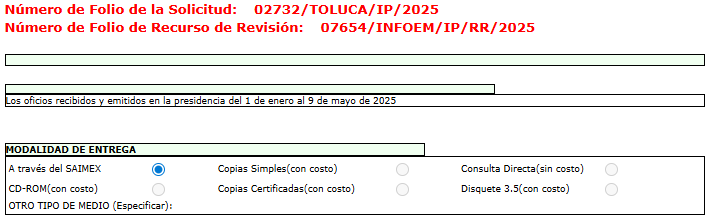 Número de Folio de la Solicitud: 02732/TOLUCA/IP/2025
Número de Folio de Recurso de Revisión: 07654/INFOEM/IP/RR/2025
Los oficios recibidos y emitidos en la presidencia del 1 de enero al 9 de mayo de 2025
MODALIDAD DE ENTREGA
A través del SAIMEX Copias Simples(con costo) Consulta Directa(sin costo)
CD-ROM(con costo) Copias Certificadas(con costo) Disquete 3.5(con costo)
OTRO TIPO DE MEDIO (Especificar):